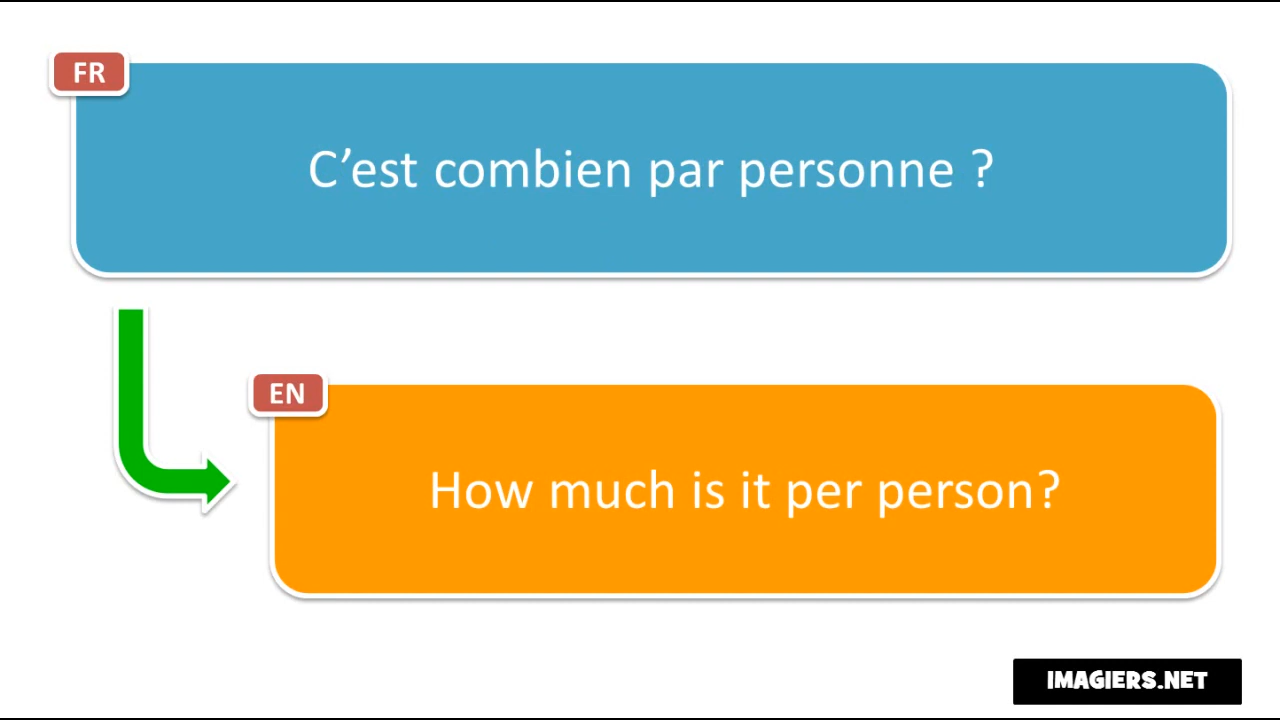 FR
C’est combien par personne ?
EN
How much is it per person?
IMAGIERS.NET